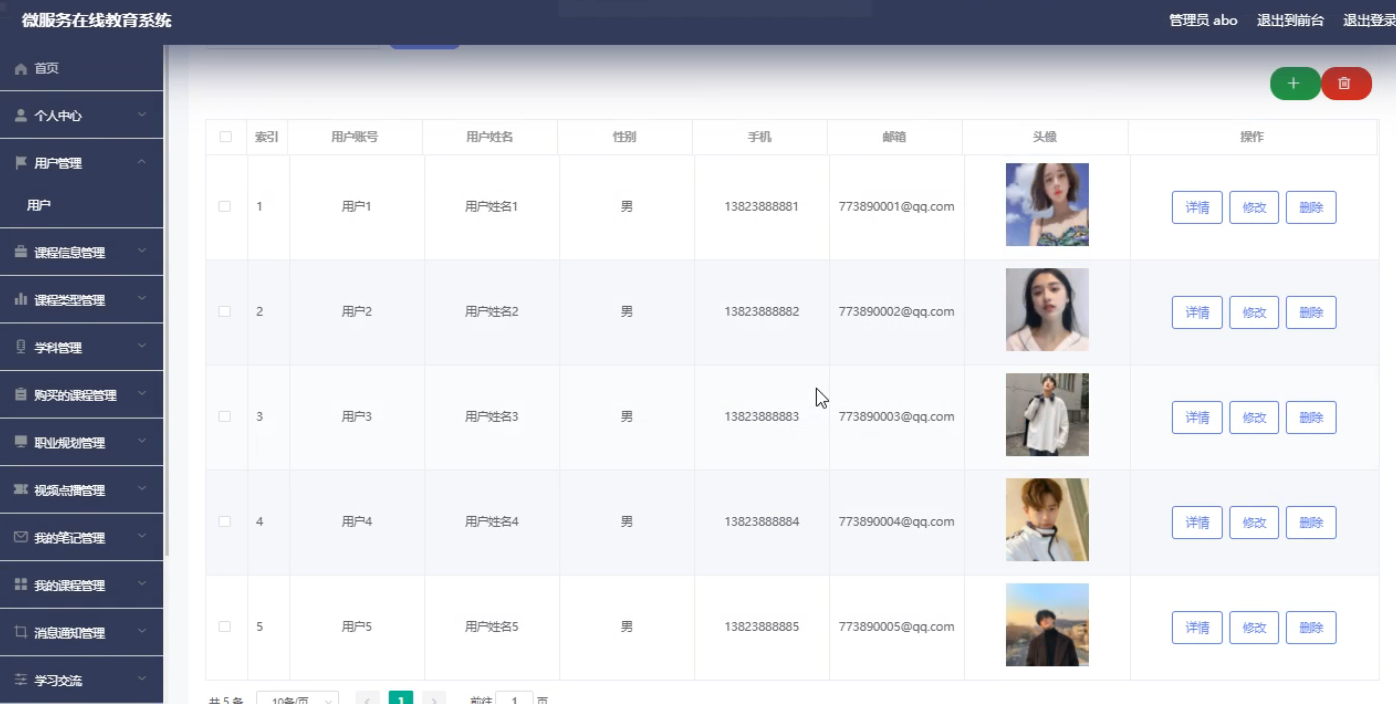 微服务在线教育系统
管理员 abo 退出到前台 退出登录
首页
个人中心
用户管理
用户
课程信息管理
课程类型管理
学科管理
购买的课程管理
职业规划管理
视频点播管理
我的笔记管理
我的课程管理
消息通知管理
学习交流
索引 用户账号 用户姓名 性别 手机 邮箱 头像 操作
1 用户1 用户姓名1 男 13823888881 773890001@qq.com 详情 修改 删除
2 用户2 用户姓名2 男 13823888882 773890002@qq.com 详情 修改 删除
3 用户3 用户姓名3 男 13823888883 773890003@qq.com 详情 修改 删除
4 用户4 用户姓名4 男 13823888884 773890004@qq.com 详情 修改 删除
5 用户5 用户姓名5 男 13823888885 773890005@qq.com 详情 修改 删除
共 5 条 10条/页 1 前往 1 页